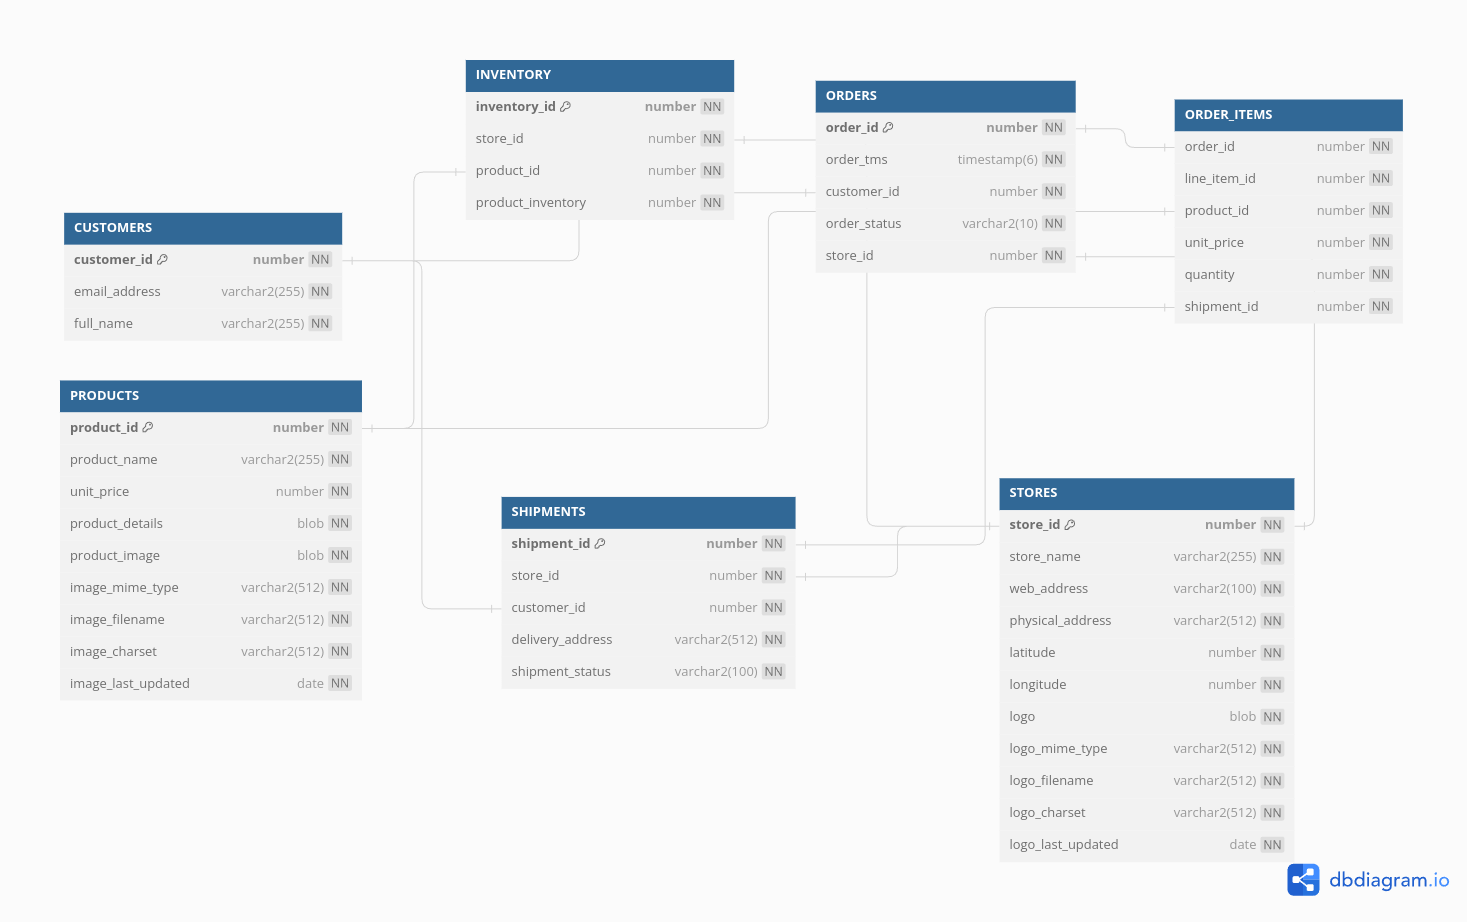 INVENTORY
inventory_id number NN
store_id number NN
product_id number NN
product_inventory number NN
ORDERS
order_id number NN
order_tms timestamp(6) NN
customer_id number NN
order_status varchar2(10) NN
store_id number NN
ORDER_ITEMS
order_id number NN
line_item_id number NN
product_id number NN
unit_price number NN
quantity number NN
shipment_id number NN
CUSTOMERS
customer_id number NN
email_address varchar2(255) NN
full_name varchar2(255) NN
PRODUCTS
product_id number NN
product_name varchar2(255) NN
unit_price number NN
product_details blob NN
product_image blob NN
image_mime_type varchar2(512) NN
image_filename varchar2(512) NN
image_charset varchar2(512) NN
image_last_updated date NN
SHIPMENTS
shipment_id number NN
store_id number NN
customer_id number NN
delivery_address varchar2(512) NN
shipment_status varchar2(100) NN
STORES
store_id number NN
store_name varchar2(255) NN
web_address varchar2(100) NN
physical_address varchar2(512) NN
latitude number NN
longitude number NN
logo blob NN
logo_mime_type varchar2(512) NN
logo_filename varchar2(512) NN
logo_charset varchar2(512) NN
logo_last_updated date NN
dbdiagram.io